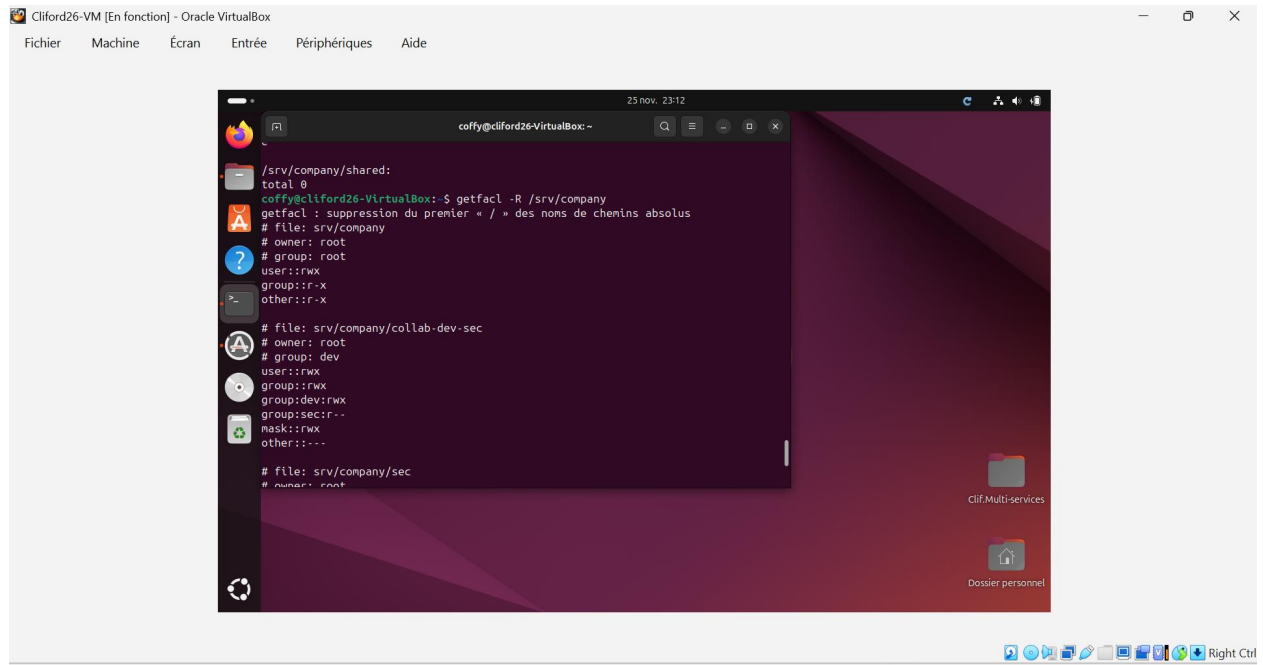 Cliford26-VM [En fonction] - Oracle VirtualBox
Fichier Machine Écran Entrée Périphériques Aide
25 nov. 23:12
coffy@cliford26-VirtualBox: ~
/srv/company/shared:
total 0
coffy@cliford26-VirtualBox:~$ getfacl -R /srv/company
getfacl : suppression du premier « / » des noms de chemins absolus
# file: srv/company
# owner: root
# group: root
user::rwx
group::r-x
other::r-x
# file: srv/company/collab-dev-sec
# owner: root
# group: dev
user::rwx
group::rwx
group:dev:rwx
group:sec:r--
mask::rwx
other::---
# file: srv/company/sec
# owner: root
Clif.Multi-services
Dossier personnel
Right Ctrl